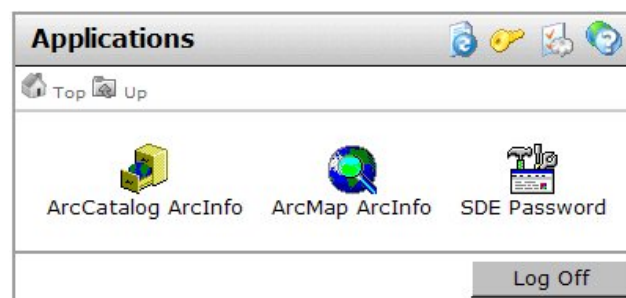 Applications
Top Up
ArcCatalog ArcInfo ArcMap ArcInfo SDE Password
Log Off